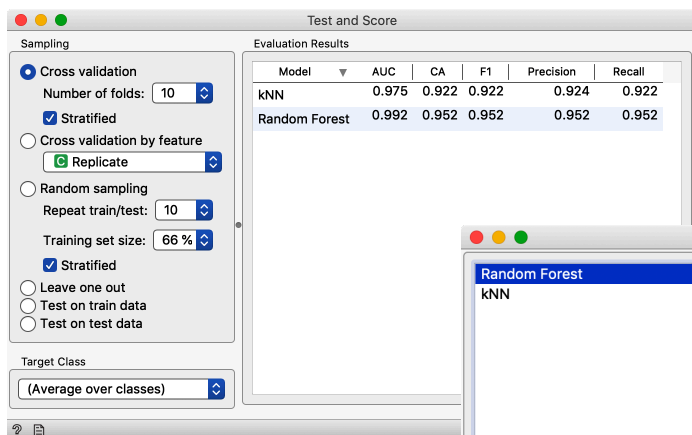 Test and Score
Sampling
Cross validation
Number of folds: 10
Stratified
Cross validation by feature
C Replicate
Random sampling
Repeat train/test: 10
Training set size: 66 %
Stratified
Leave one out
Test on train data
Test on test data
Target Class
(Average over classes)
?
Evaluation Results
Model AUC CA F1 Precision Recall
kNN 0.975 0.922 0.922 0.924 0.922
Random Forest 0.992 0.952 0.952 0.952 0.952
Random Forest
kNN